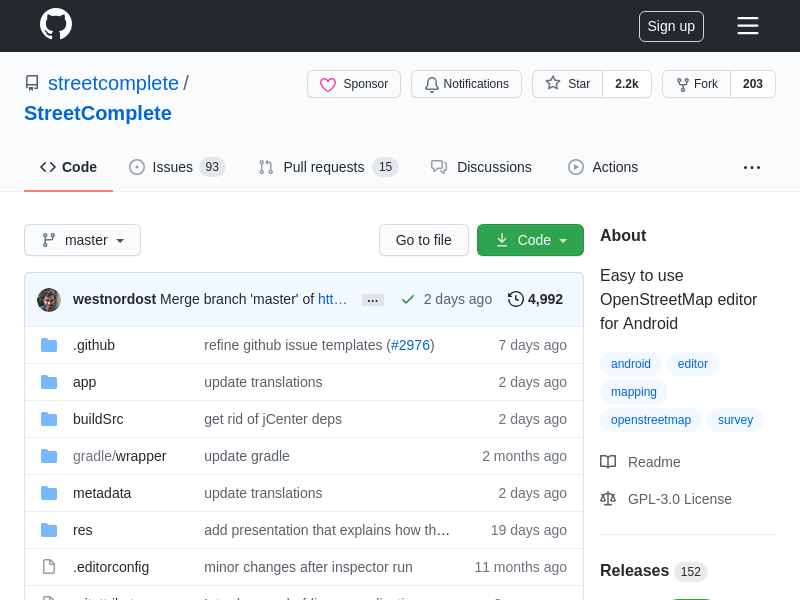 Sign up
streetcomplete /
StreetComplete
Sponsor
Notifications
Star 2.2k
Fork 203
Code
Issues 93
Pull requests 15
Discussions
Actions
master
Go to file
Code
westnordost Merge branch 'master' of htt… ... 2 days ago 4,992
.github refine github issue templates (#2976) 7 days ago
app update translations 2 days ago
buildSrc get rid of jCenter deps 2 days ago
gradle/wrapper update gradle 2 months ago
metadata update translations 2 days ago
res add presentation that explains how th… 19 days ago
.editorconfig minor changes after inspector run 11 months ago
About
Easy to use
OpenStreetMap editor
for Android
android editor
mapping
openstreetmap survey
Readme
GPL-3.0 License
Releases 152